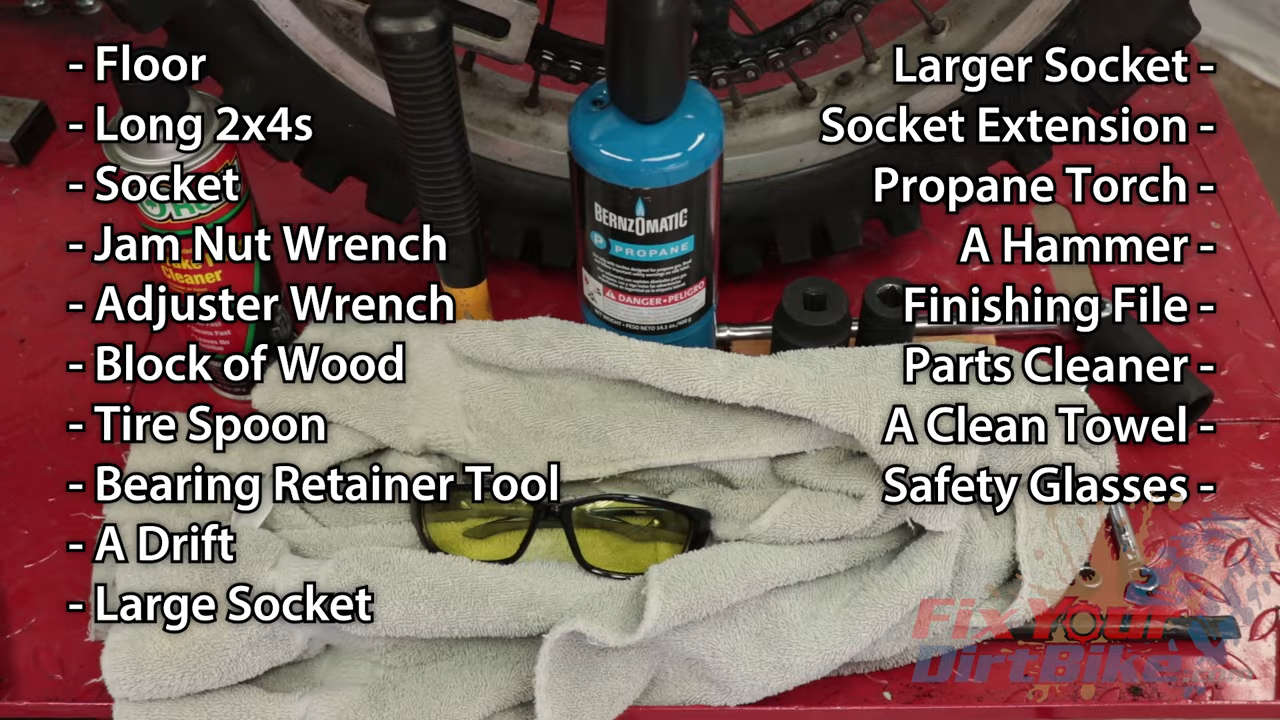 - Floor
- Long 2x4s
- Socket
- Jam Nut Wrench
- Adjuster Wrench
- Block of Wood
- Tire Spoon
- Bearing Retainer Tool
- A Drift
- Large Socket
Larger Socket -
Socket Extension -
Propane Torch -
A Hammer -
Finishing File -
Parts Cleaner -
A Clean Towel -
Safety Glasses -
Cleaner
BERNZOMATIC
P PROPANE
DANGER • PELIGRO
Fix Your
DirtBike